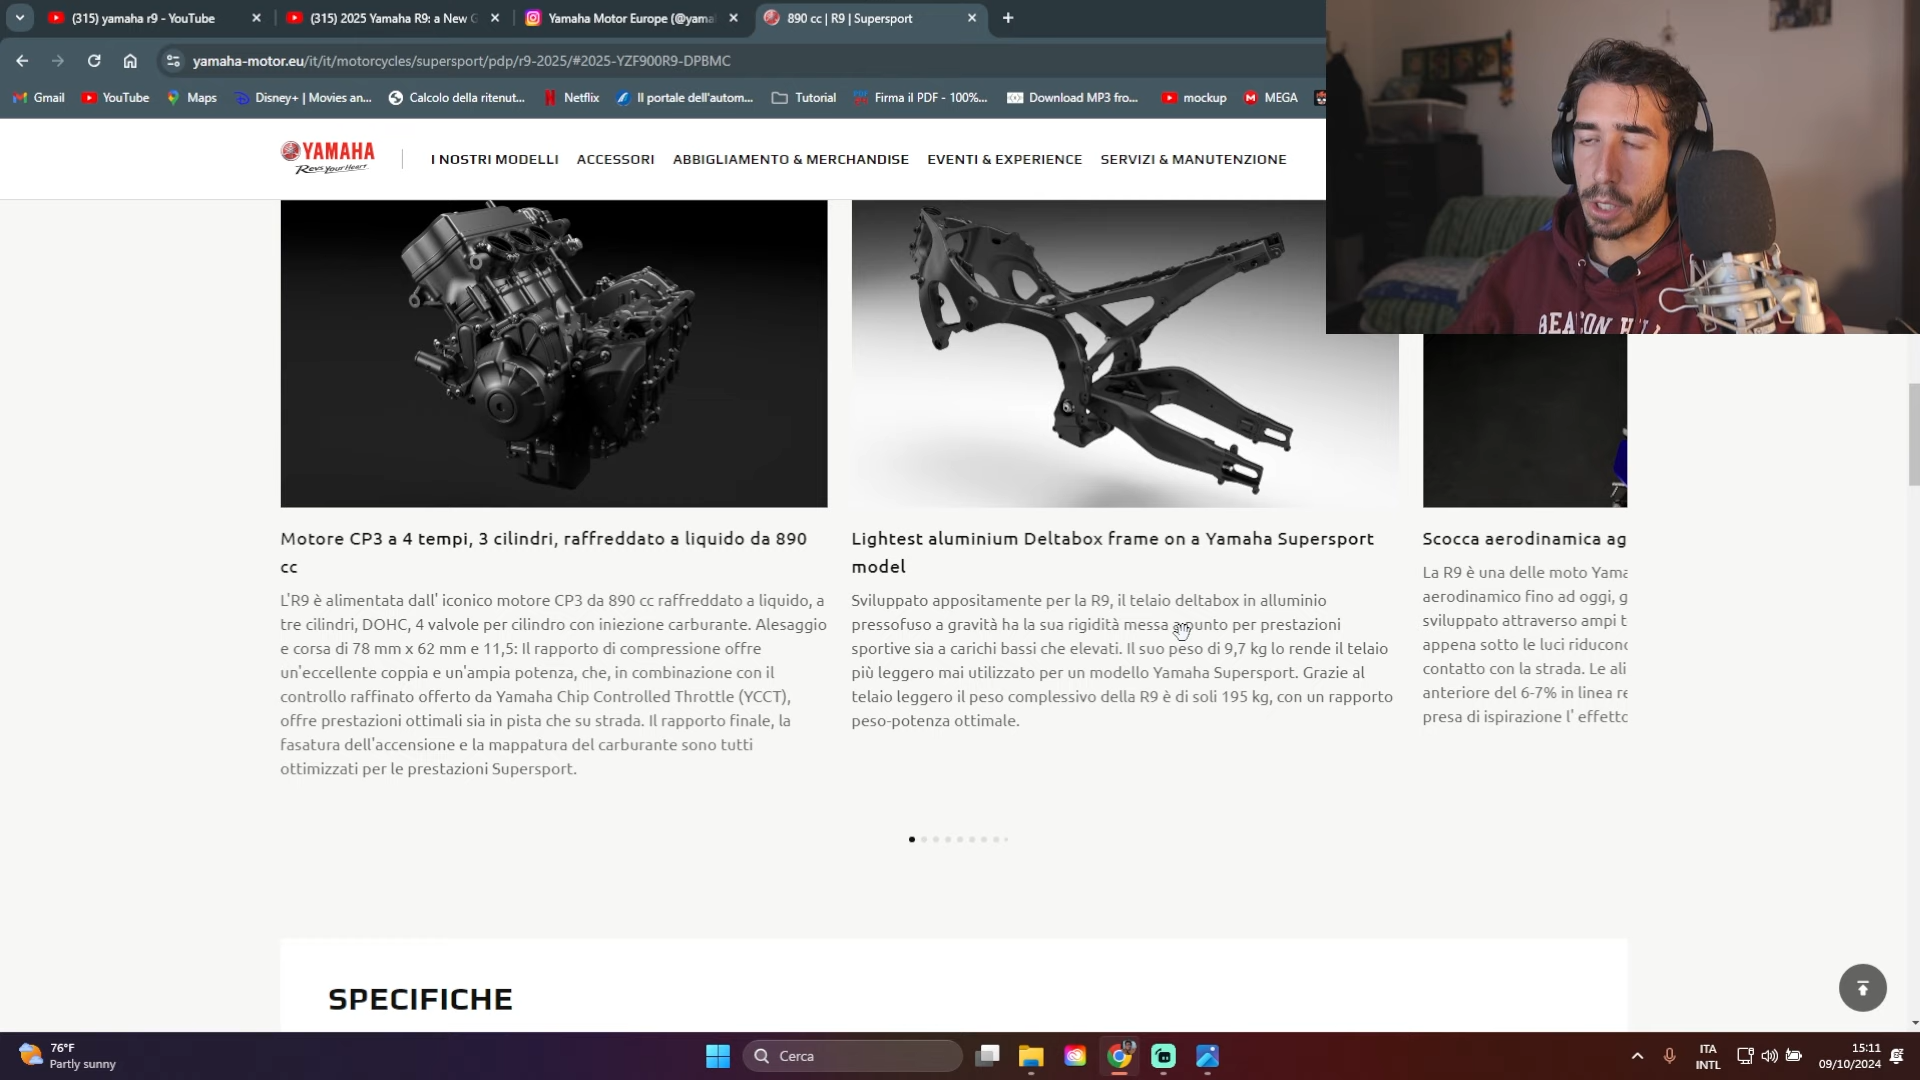 (315) yamaha r9 - YouTube
(315) 2025 Yamaha R9: a New G
Yamaha Motor Europe (@yama
890 cc | R9 | Supersport
yamaha-motor.eu/it/it/motorcycles/supersport/pdp/r9-2025/#2025-YZF900R9-DPBMC
Gmail
YouTube
Maps
Disney+ | Movies an...
Calcolo della ritenut...
Netflix
Il portale dell'autom...
Tutorial
Firma il PDF - 100%...
Download MP3 fro...
mockup
MEGA
YAMAHA
Revs Your Heart
I NOSTRI MODELLI
ACCESSORI
ABBIGLIAMENTO & MERCHANDISE
EVENTI & EXPERIENCE
SERVIZI & MANUTENZIONE
BEACON HILL
Motore CP3 a 4 tempi, 3 cilindri, raffreddato a liquido da 890
cc
L'R9 è alimentata dall' iconico motore CP3 da 890 cc raffreddato a liquido, a
tre cilindri, DOHC, 4 valvole per cilindro con iniezione carburante. Alesaggio
e corsa di 78 mm x 62 mm e 11,5: Il rapporto di compressione offre
un'eccellente coppia e un'ampia potenza, che, in combinazione con il
controllo raffinato offerto da Yamaha Chip Controlled Throttle (YCCT),
offre prestazioni ottimali sia in pista che su strada. Il rapporto finale, la
fasatura dell'accensione e la mappatura del carburante sono tutti
ottimizzati per le prestazioni Supersport.
Lightest aluminium Deltabox frame on a Yamaha Supersport
model
Sviluppato appositamente per la R9, il telaio deltabox in alluminio
pressofuso a gravità ha la sua rigidità messa a punto per prestazioni
sportive sia a carichi bassi che elevati. Il suo peso di 9,7 kg lo rende il telaio
più leggero mai utilizzato per un modello Yamaha Supersport. Grazie al
telaio leggero il peso complessivo della R9 è di soli 195 kg, con un rapporto
peso-potenza ottimale.
Scocca aerodinamica ag
La R9 è una delle moto Yama
aerodinamico fino ad oggi, g
sviluppato attraverso ampi t
appena sotto le luci riducono
contatto con la strada. Le ali
anteriore del 6-7% in linea re
presa di ispirazione l' effetto
SPECIFICHE
76°F
Partly sunny
Cerca
ITA
INTL
15:11
09/10/2024